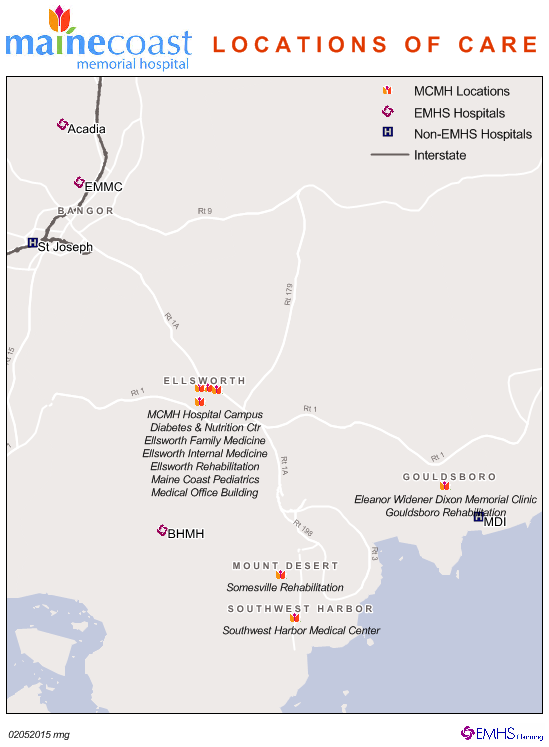 mainecoast
memorial hospital
LOCATIONS OF CARE
MCMH Locations
EMHS Hospitals
Non-EMHS Hospitals
Interstate
Acadia
EMMC
BANGOR
Rt 9
St Joseph
Rt 179
Rt 1A
Rt 15
ELLSWORTH
Rt 1
MCMH Hospital Campus
Diabetes & Nutrition Ctr
Ellsworth Family Medicine
Ellsworth Internal Medicine
Ellsworth Rehabilitation
Maine Coast Pediatrics
Medical Office Building
Rt 1
Rt 1
Rt 1A
GOULDSBORO
Eleanor Widener Dixon Memorial Clinic
Gouldsboro Rehabilitation
MDI
Rt 198
BHMH
Rt 3
MOUNT DESERT
Somesville Rehabilitation
SOUTHWEST HARBOR
Southwest Harbor Medical Center
02052015 rmg
EMHS Planning